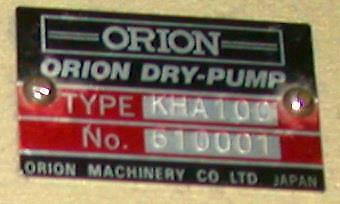 ORION
ORION DRY-PUMP
TYPE KHA100
No. 610001
ORION MACHINERY CO. LTD JAPAN